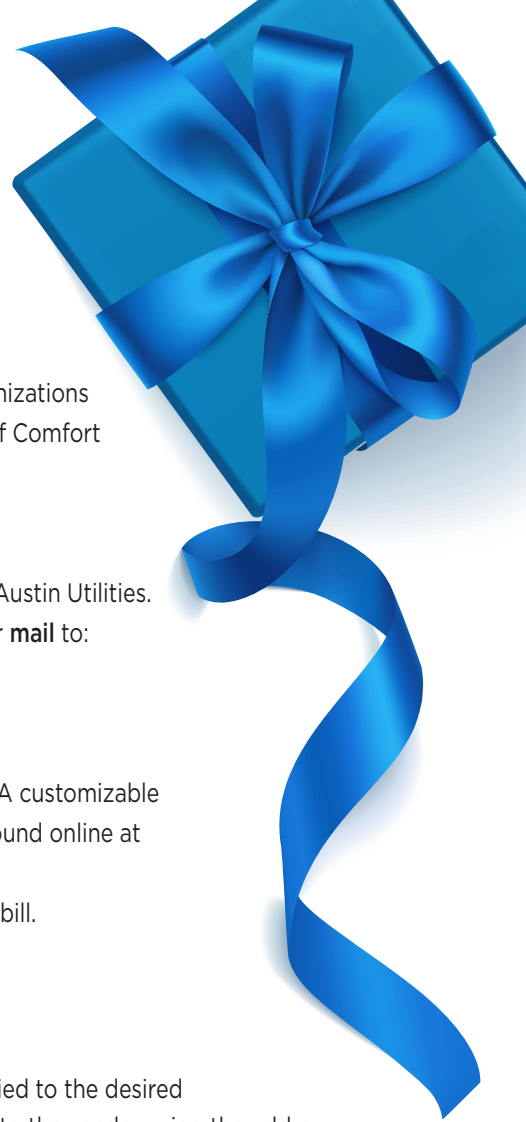 nizations
f Comfort
Austin Utilities.
r mail to:
A customizable
ound online at
bill.
ied to the desired